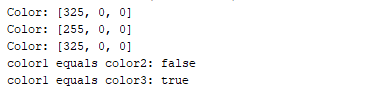 Color: [325, 0, 0]
Color: [255, 0, 0]
Color: [325, 0, 0]
color1 equals color2: false
color1 equals color3: true